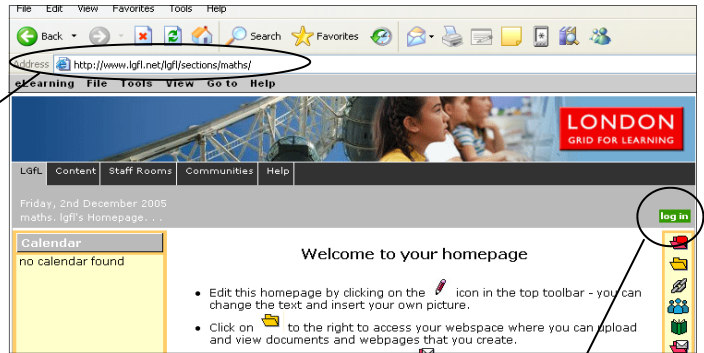 File Edit View Favorites Tools Help
Back Search Favorites
Address http://www.lgfl.net/lgfl/sections/maths/
eLearning File Tools View Go to Help
LONDON
GRID FOR LEARNING
LGfL Content Staff Rooms Communities Help
Friday, 2nd December 2005
maths. lgfl's Homepage. . .
log in
Calendar
no calendar found
Welcome to your homepage
• Edit this homepage by clicking on the icon in the top toolbar - you can
change the text and insert your own picture.
• Click on to the right to access your webspace where you can upload
and view documents and webpages that you create.